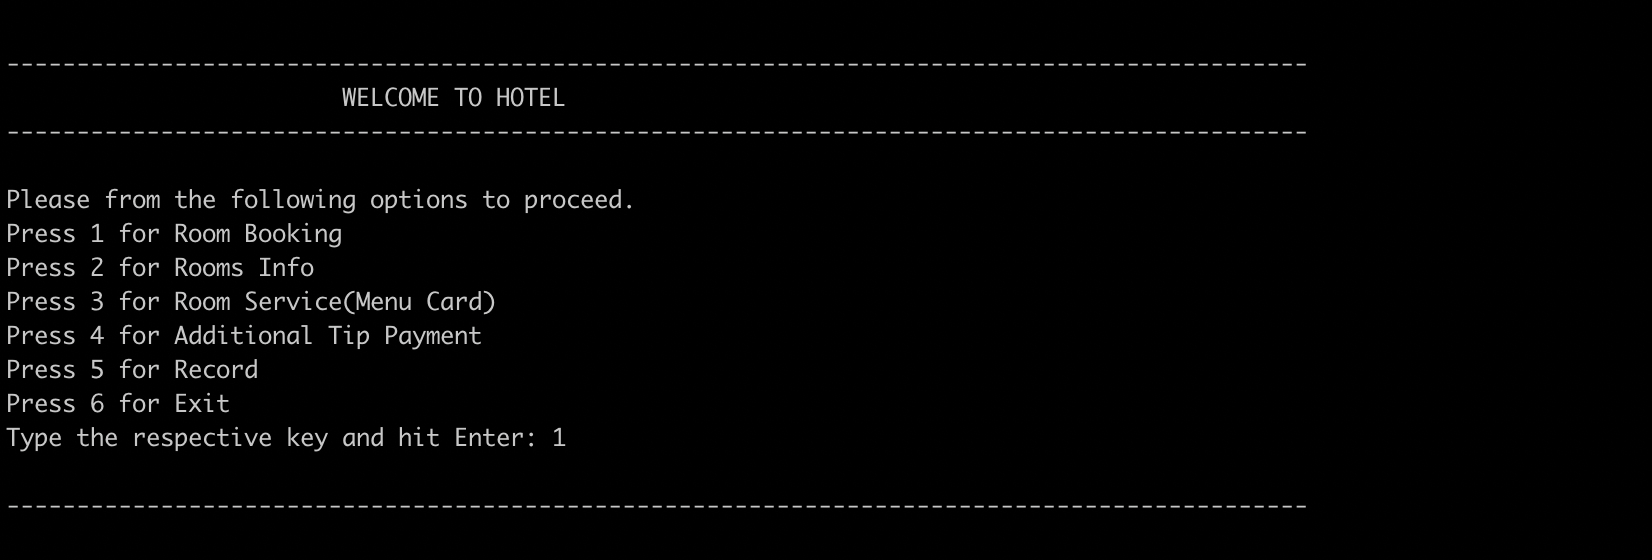 ---------------------------------------------------------------------------------------------
WELCOME TO HOTEL
---------------------------------------------------------------------------------------------
Please from the following options to proceed.
Press 1 for Room Booking
Press 2 for Rooms Info
Press 3 for Room Service(Menu Card)
Press 4 for Additional Tip Payment
Press 5 for Record
Press 6 for Exit
Type the respective key and hit Enter: 1
---------------------------------------------------------------------------------------------